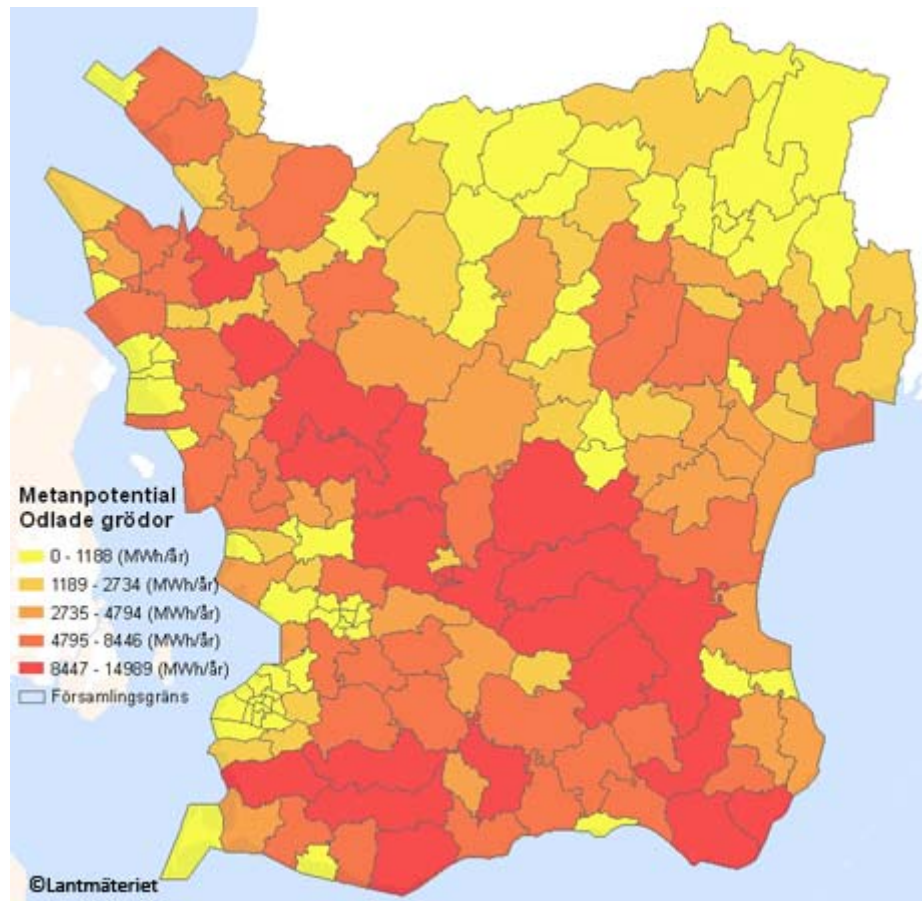 Metanpotential
Odlade grödor
0 - 1188 (MWh/år)
1189 - 2734 (MWh/år)
2735 - 4794 (MWh/år)
4795 - 8446 (MWh/år)
8447 - 14989 (MWh/år)
Församlingsgräns
©Lantmäteriet